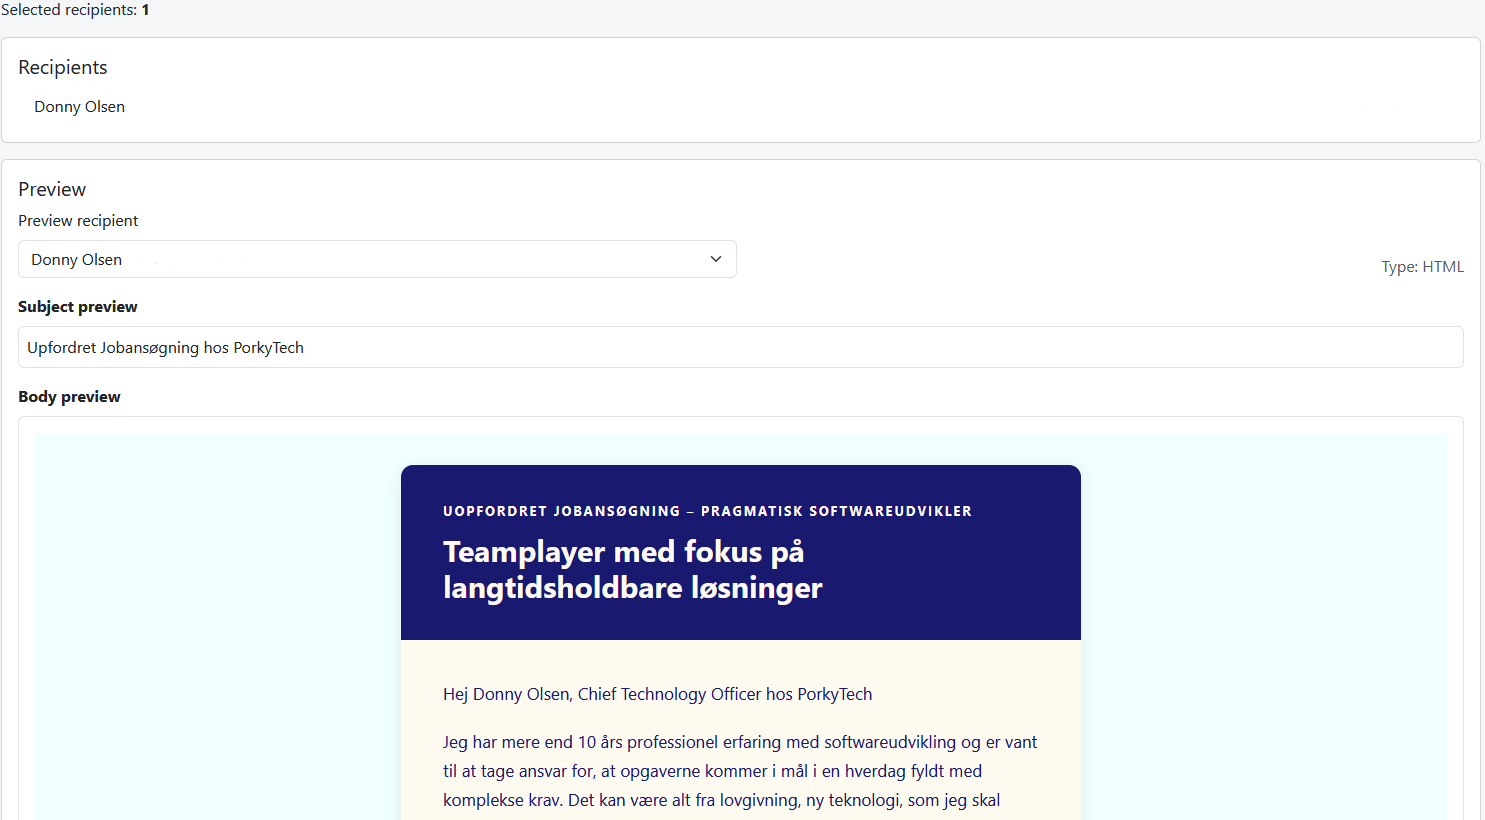 Selected recipients: 1
Recipients
Donny Olsen
Preview
Preview recipient
Donny Olsen
Type: HTML
Subject preview
Upfordret Jobansøgning hos PorkyTech
Body preview
UOPFORDRET JOBANSØGNING – PRAGMATISK SOFTWAREUDVIKLER
Teamplayer med fokus på
langtidsholdbare løsninger
Hej Donny Olsen, Chief Technology Officer hos PorkyTech
Jeg har mere end 10 års professionel erfaring med softwareudvikling og er vant
til at tage ansvar for, at opgaverne kommer i mål i en hverdag fyldt med
komplekse krav. Det kan være alt fra lovgivning, ny teknologi, som jeg skal